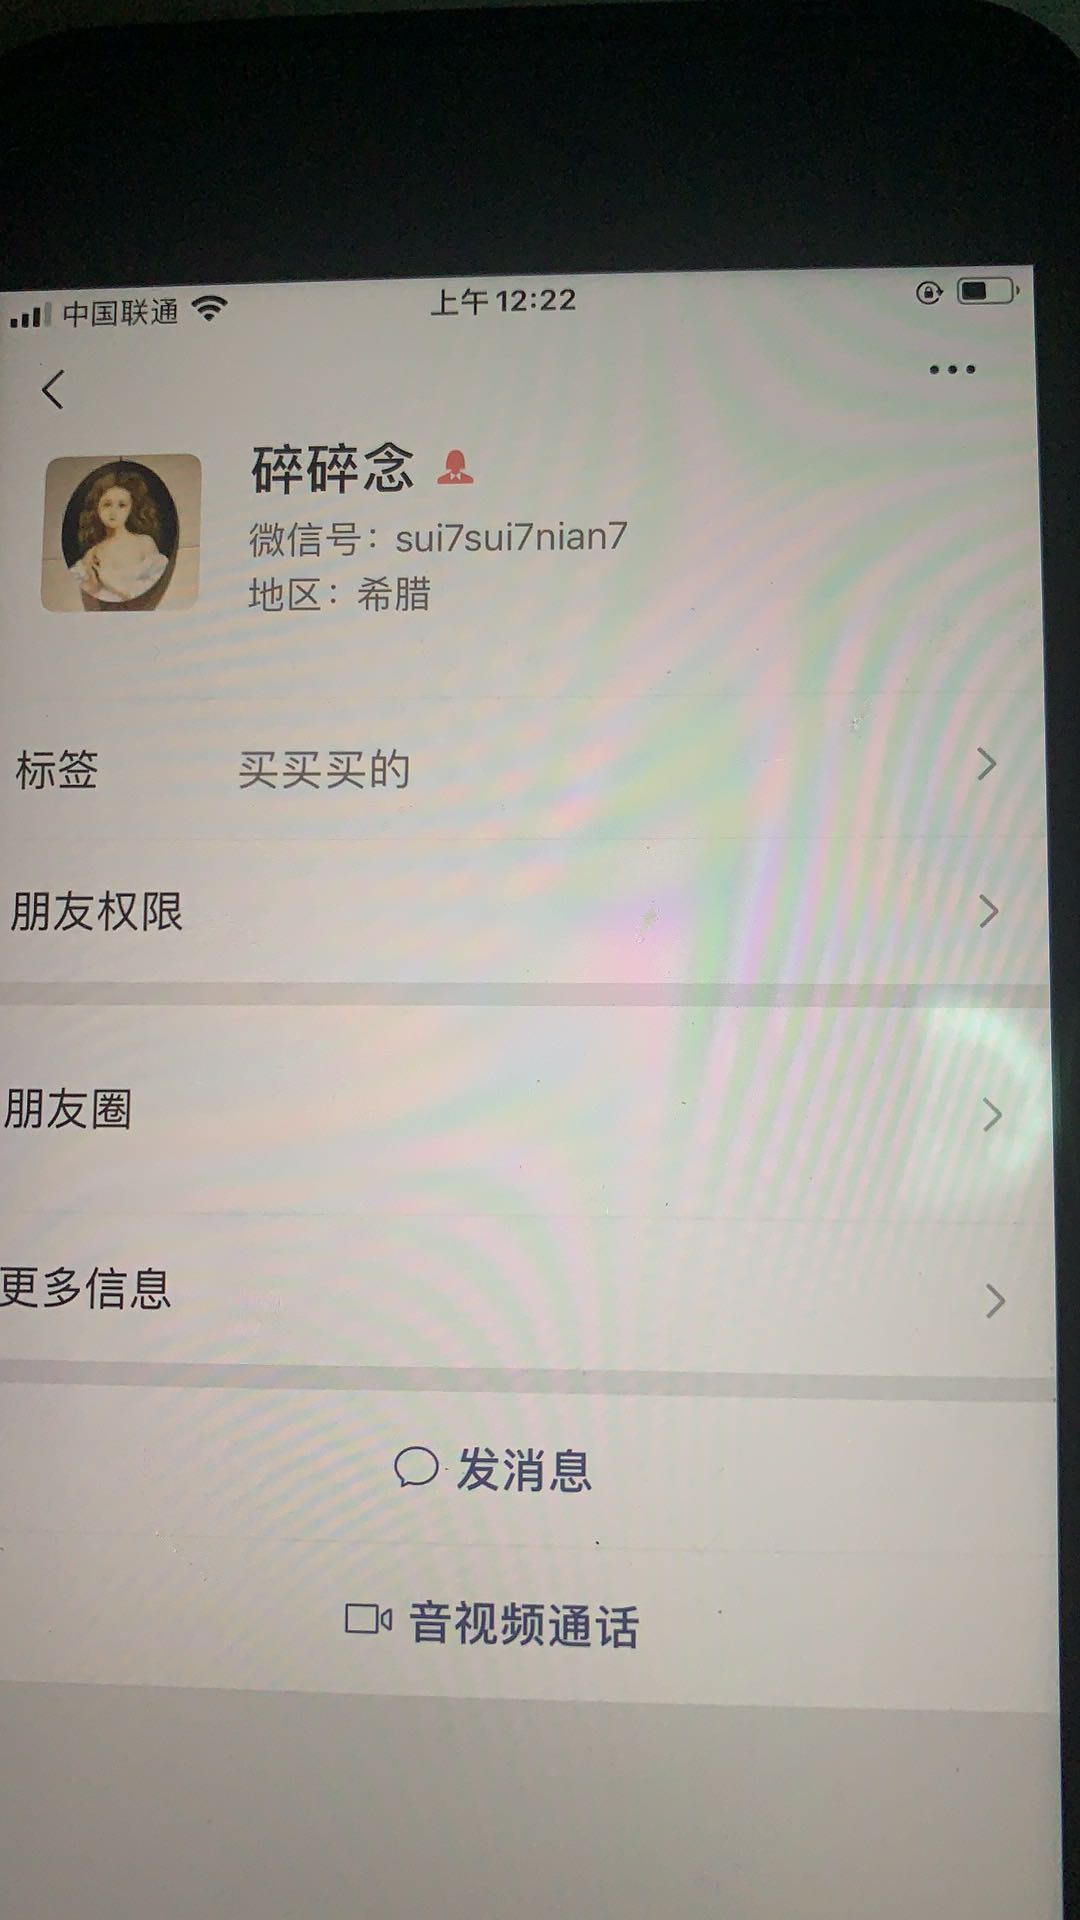 中国联通
上午12:22
碎碎念
微信号：sui7sui7nian7
地区：希腊
标签 买买买的
朋友权限
朋友圈
更多信息
发消息
音视频通话